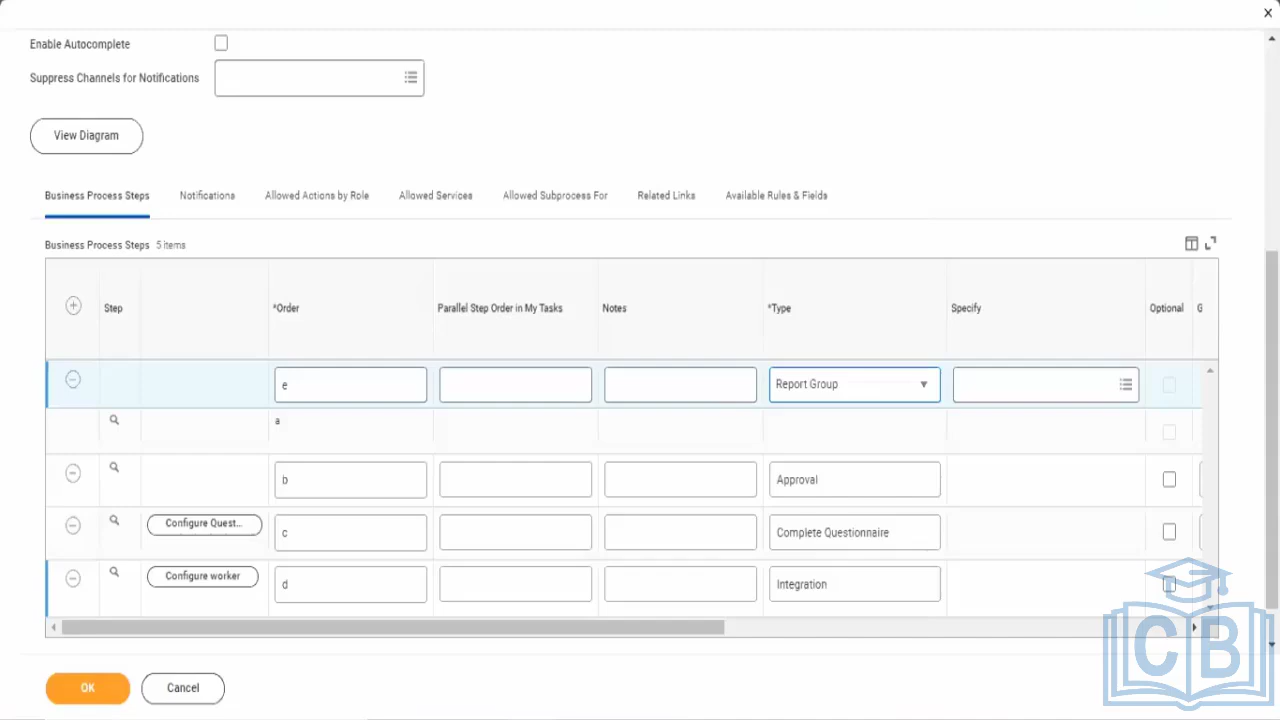 ×
Enable Autocomplete
Suppress Channels for Notifications
View Diagram
Business Process Steps Notifications Allowed Actions by Role Allowed Services Allowed Subprocess For Related Links Available Rules & Fields
Business Process Steps 5 items
Step *Order Parallel Step Order in My Tasks Notes *Type Specify Optional G
e Report Group
a
b Approval
Configure Quest... c Complete Questionnaire
Configure worker d Integration
CB
OK Cancel